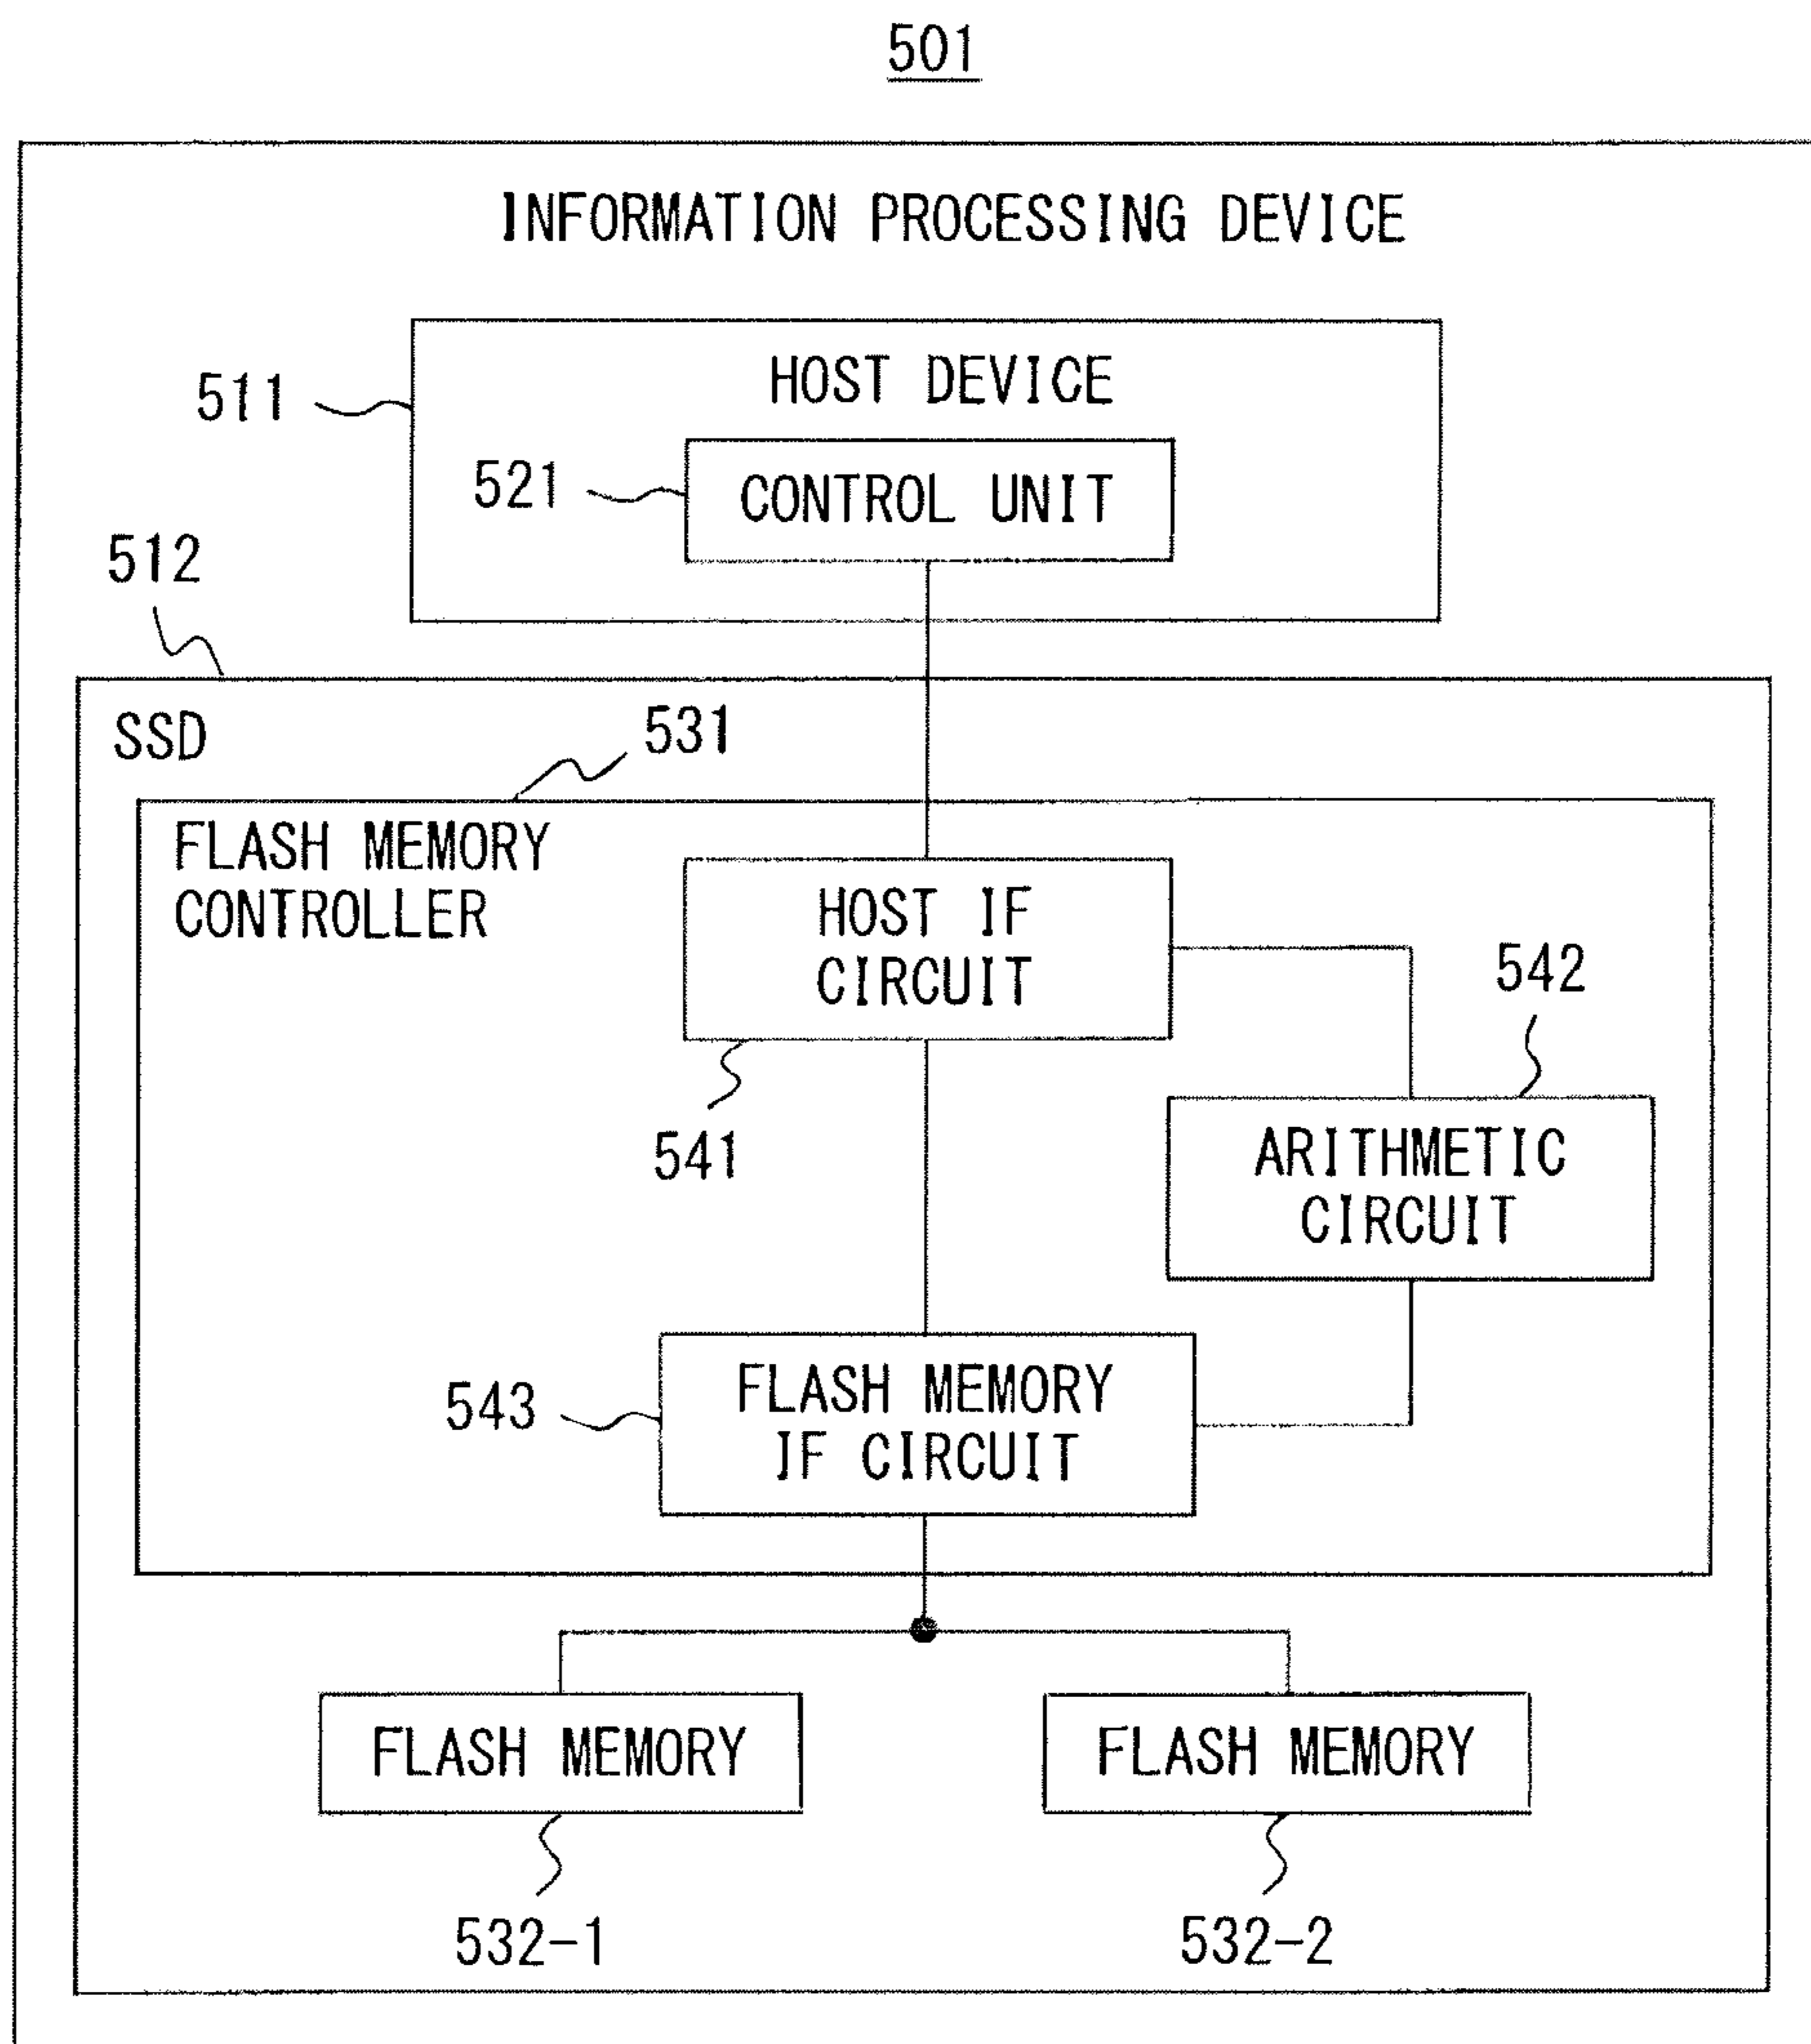 501
INFORMATION PROCESSING DEVICE
HOST DEVICE
511
521
CONTROL UNIT
512
SSD
531
FLASH MEMORY
CONTROLLER
HOST IF
CIRCUIT
542
541
ARITHMETIC
CIRCUIT
543
FLASH MEMORY
IF CIRCUIT
FLASH MEMORY
FLASH MEMORY
532-1
532-2